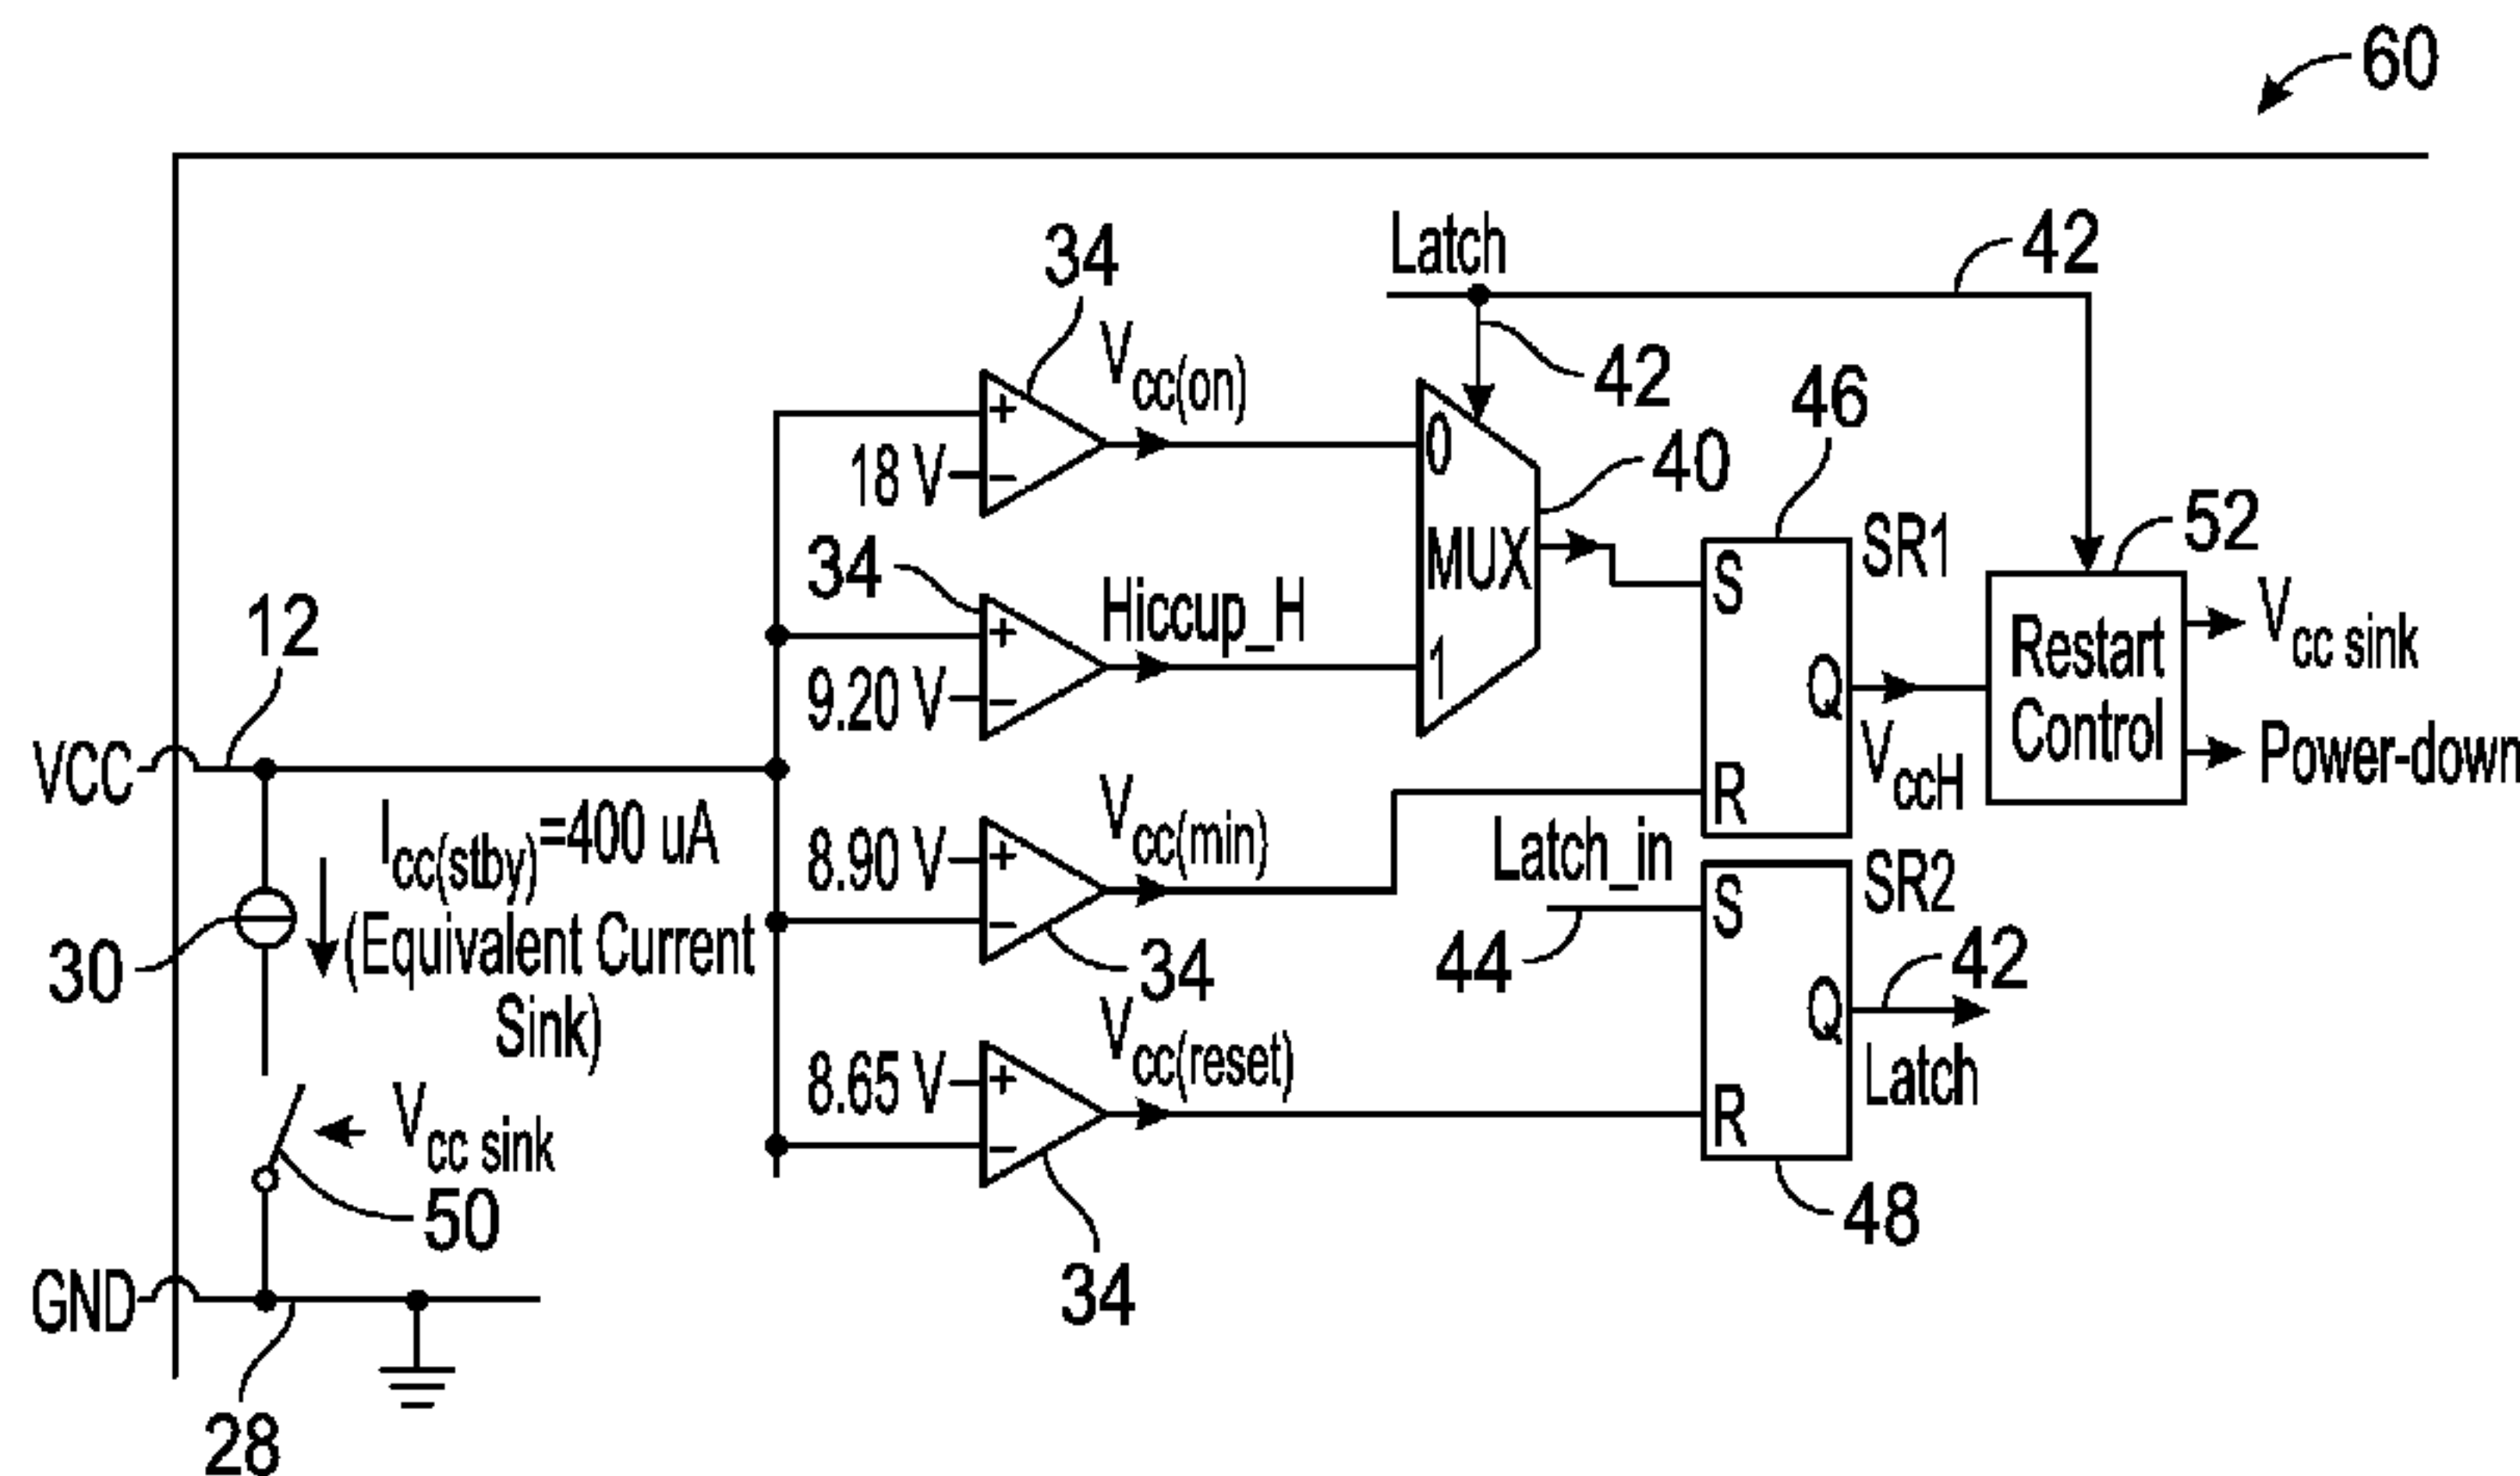 60
34
Latch
42
Vcc(on)
42
46
+
18 V
−
0
40
34
MUX
SR1
52
12
+
Hiccup_H
S
Restart
Control
Vcc sink
9.20 V
−
1
Q
VCC
Vcc(min)
VccH
Power-down
Icc(stby)=400 uA
8.90 V
+
R
Latch_in
SR2
30
(Equivalent Current
Sink)
−
34
44
S
42
Vcc(reset)
Q
8.65 V
+
Latch
Vcc sink
−
R
50
48
GND
34
28